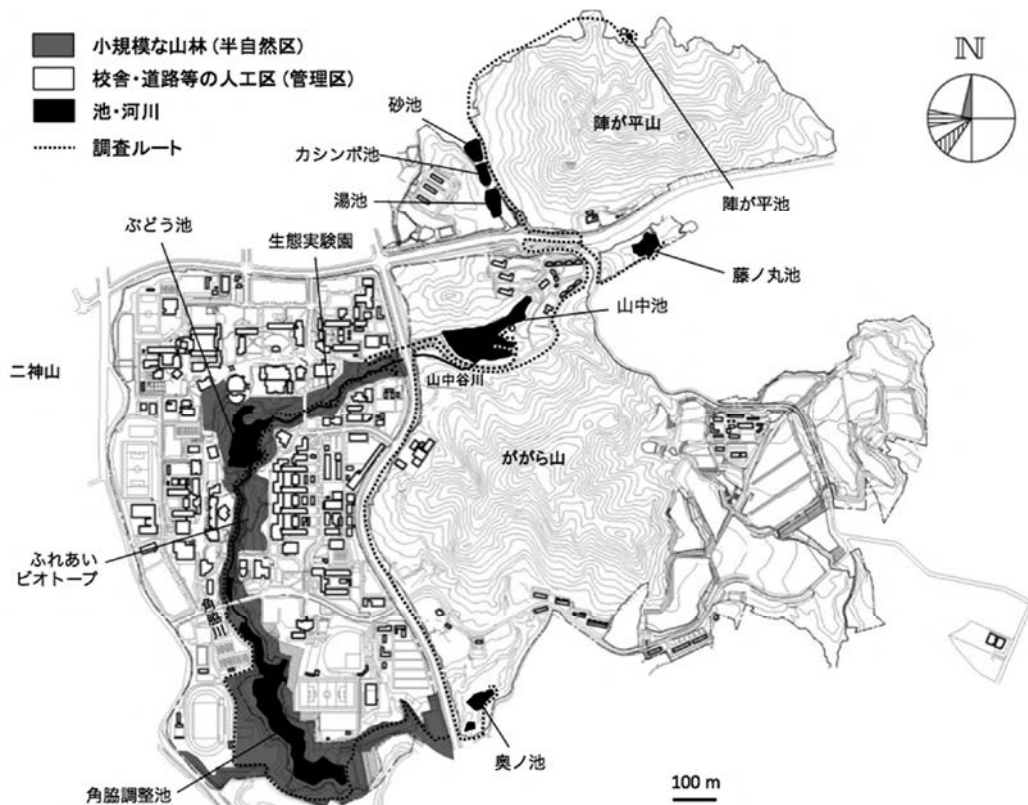 小規模な山林（半自然区）
校舎・道路等の人工区（管理区）
池・河川
調査ルート
N
砂池
カシンボ池
湯池
陣が平山
陣が平池
ぶどう池
生態実験園
藤ノ丸池
山中池
二神山
山中谷川
ががら山
ふれあい
ビオトープ
角脇川
奥ノ池
角脇調整池
100 m